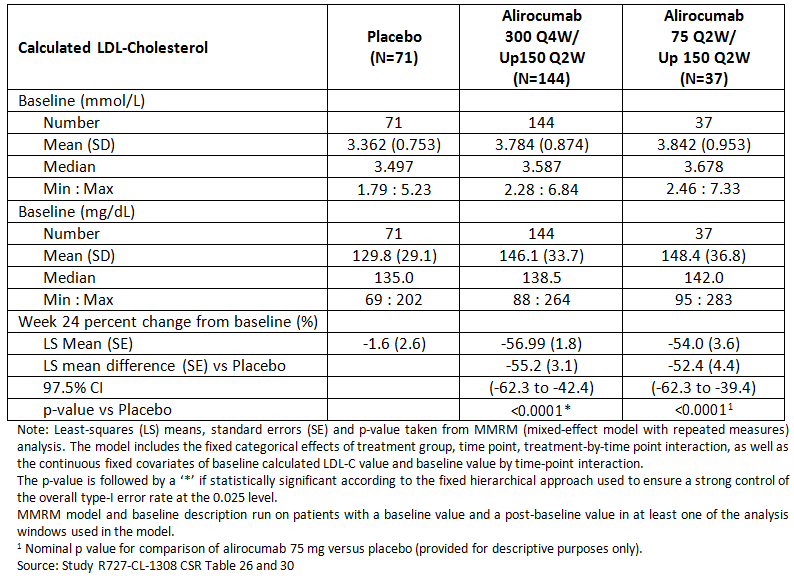 Calculated LDL-Cholesterol Placebo (N=71) Alirocumab 300 Q4W/ Up150 Q2W (N=144) Alirocumab 75 Q2W/ Up 150 Q2W (N=37)
Baseline (mmol/L)
Number 71 144 37
Mean (SD) 3.362 (0.753) 3.784 (0.874) 3.842 (0.953)
Median 3.497 3.587 3.678
Min : Max 1.79 : 5.23 2.28 : 6.84 2.46 : 7.33
Baseline (mg/dL)
Number 71 144 37
Mean (SD) 129.8 (29.1) 146.1 (33.7) 148.4 (36.8)
Median 135.0 138.5 142.0
Min : Max 69 : 202 88 : 264 95 : 283
Week 24 percent change from baseline (%)
LS Mean (SE) -1.6 (2.6) -56.99 (1.8) -54.0 (3.6)
LS mean difference (SE) vs Placebo -55.2 (3.1) -52.4 (4.4)
97.5% CI (-62.3 to -42.4) (-62.3 to -39.4)
p-value vs Placebo <0.0001* <0.0001¹
Note: Least-squares (LS) means, standard errors (SE) and p-value taken from MMRM (mixed-effect model with repeated measures)
analysis. The model includes the fixed categorical effects of treatment group, time point, treatment-by-time point interaction, as well as
the continuous fixed covariates of baseline calculated LDL-C value and baseline value by time-point interaction.
The p-value is followed by a ‘*’ if statistically significant according to the fixed hierarchical approach used to ensure a strong control of
the overall type-I error rate at the 0.025 level.
MMRM model and baseline description run on patients with a baseline value and a post-baseline value in at least one of the analysis
windows used in the model.
¹ Nominal p value for comparison of alirocumab 75 mg versus placebo (provided for descriptive purposes only).
Source: Study R727-CL-1308 CSR Table 26 and 30